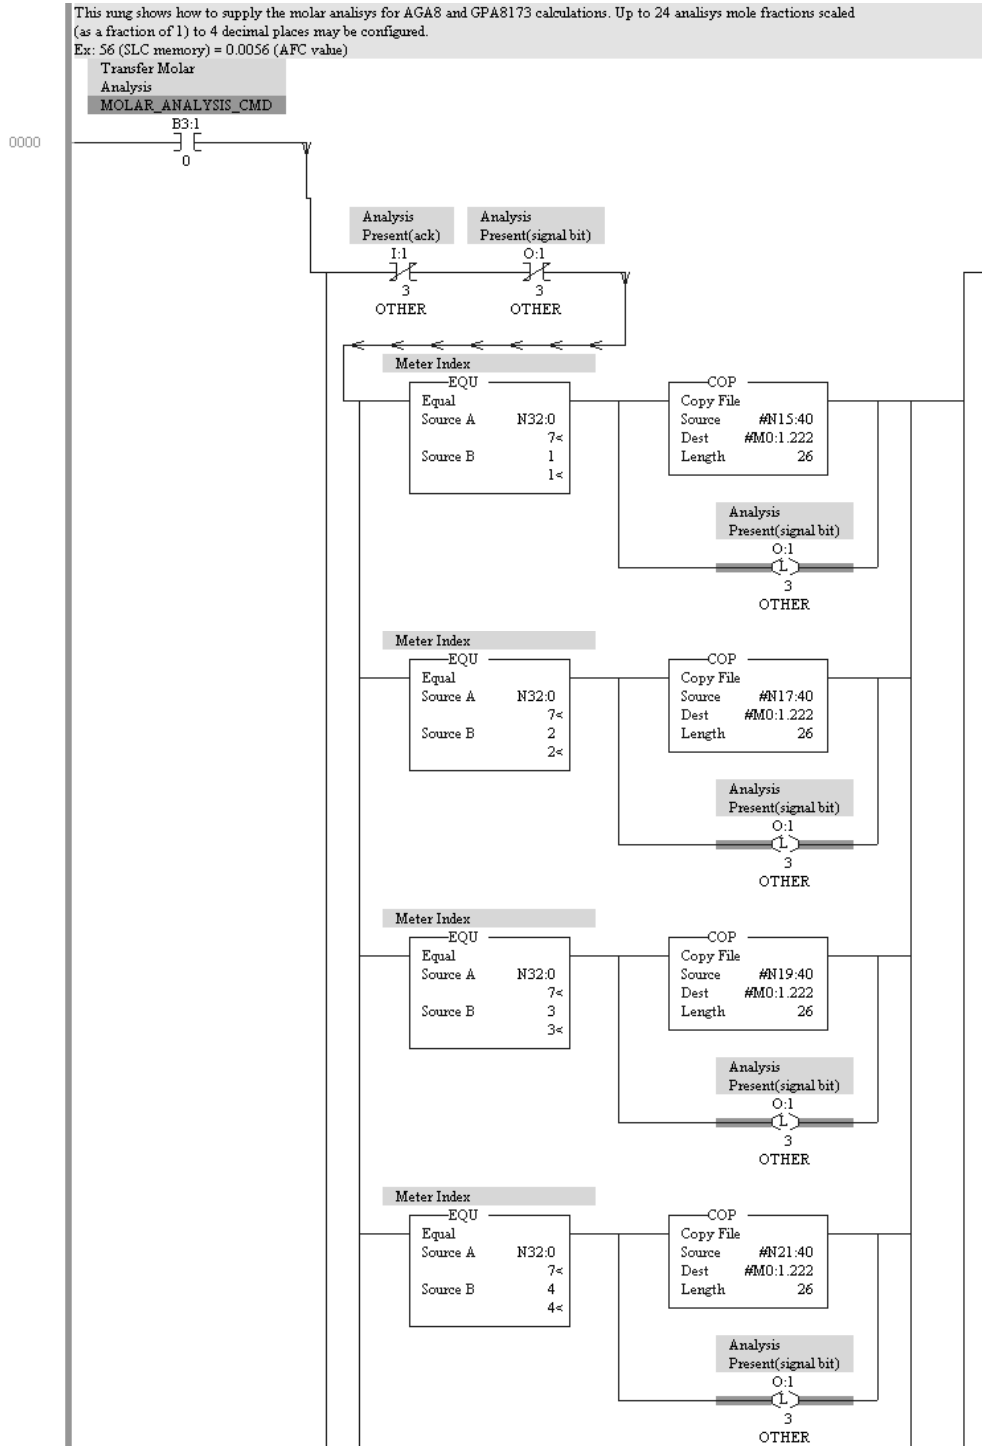 This rung shows how to supply the molar analisys for AGA8 and GPA8173 calculations. Up to 24 analisys mole fractions scaled
(as a fraction of 1) to 4 decimal places may be configured.
Ex: 56 (SLC memory) = 0.0056 (AFC value)
Transfer Molar
Analysis
MOLAR_ANALYSIS_CMD
B3:1
0000
0
Analysis
Present(ack)
I:1
3
OTHER
Analysis
Present(signal bit)
O:1
3
OTHER
Meter Index
EQU
Equal
Source A N32:0
7<
Source B 1
1<
COP
Copy File
Source #N15:40
Dest #M0:1.222
Length 26
Analysis
Present(signal bit)
O:1
L
3
OTHER
Meter Index
EQU
Equal
Source A N32:0
7<
Source B 2
2<
COP
Copy File
Source #N17:40
Dest #M0:1.222
Length 26
Analysis
Present(signal bit)
O:1
L
3
OTHER
Meter Index
EQU
Equal
Source A N32:0
7<
Source B 3
3<
COP
Copy File
Source #N19:40
Dest #M0:1.222
Length 26
Analysis
Present(signal bit)
O:1
L
3
OTHER
Meter Index
EQU
Equal
Source A N32:0
7<
Source B 4
4<
COP
Copy File
Source #N21:40
Dest #M0:1.222
Length 26
Analysis
Present(signal bit)
O:1
L
3
OTHER